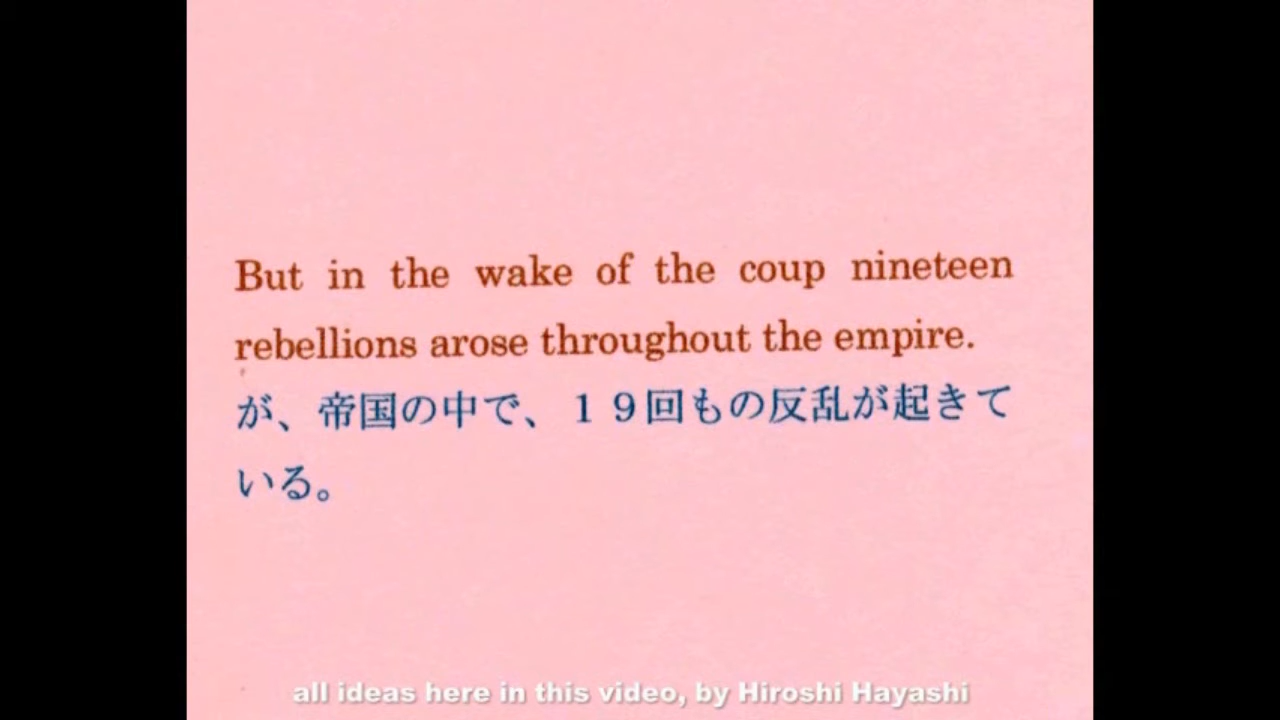 But in the wake of the coup nineteen
rebellions arose throughout the empire.
が、帝国の中で、１９回もの反乱が起きて
いる。
all ideas here in this video, by Hiroshi Hayashi